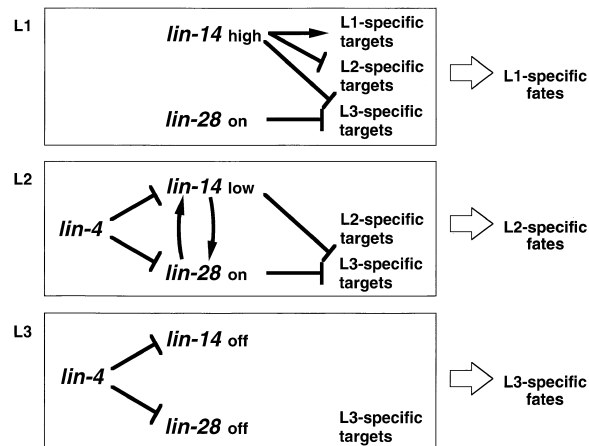 L1
lin-14 high
L1-specific
targets
L2-specific
targets
L3-specific
targets
lin-28 on
L1-specific
fates
L2
lin-4
lin-14 low
lin-28 on
L2-specific
targets
L3-specific
targets
L2-specific
fates
L3
lin-4
lin-14 off
lin-28 off
L3-specific
targets
L3-specific
fates